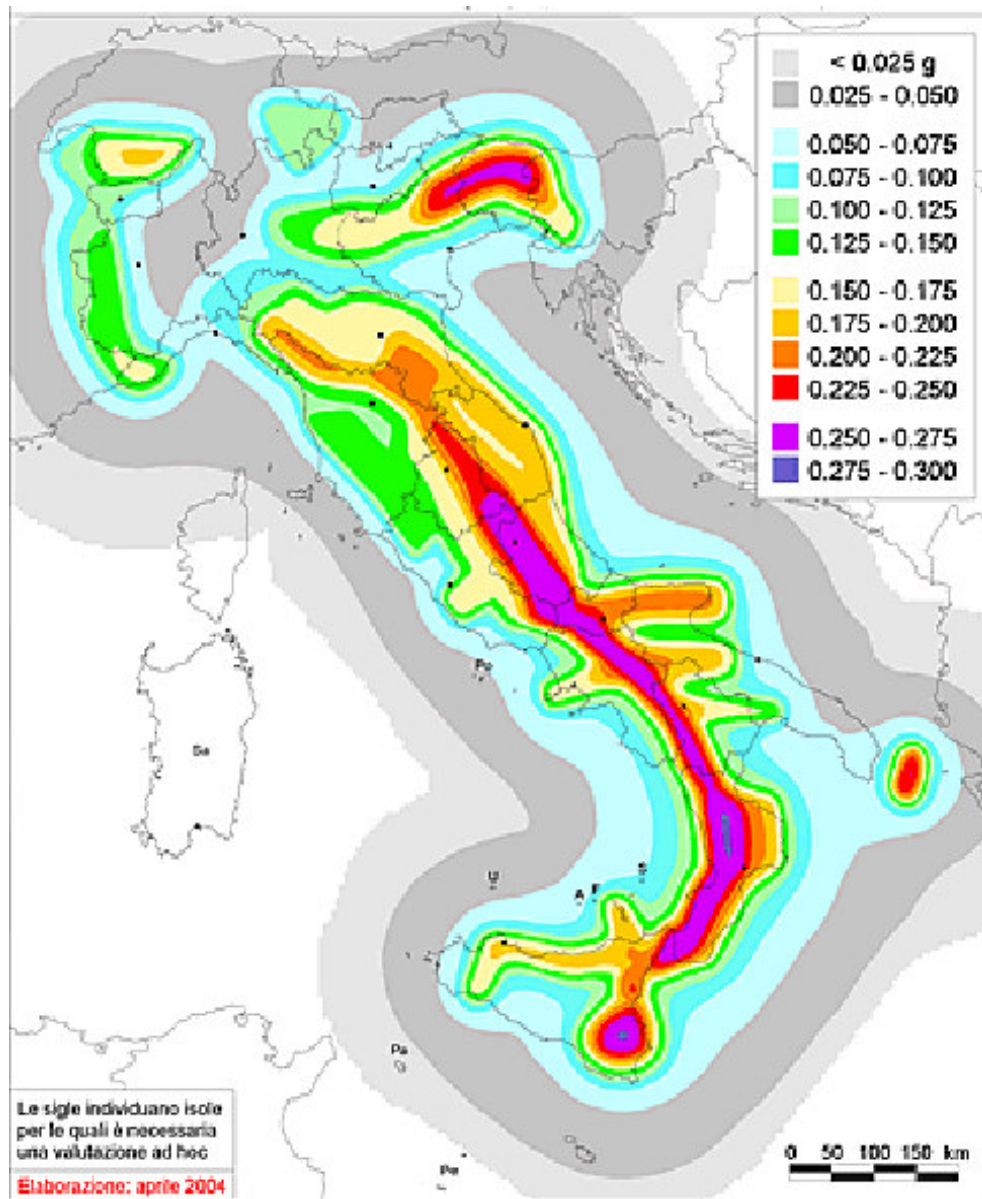 < 0.025 g
0.025 - 0.050
0.050 - 0.075
0.075 - 0.100
0.100 - 0.125
0.125 - 0.150
0.150 - 0.175
0.175 - 0.200
0.200 - 0.225
0.225 - 0.250
0.250 - 0.275
0.275 - 0.300
Sa
U
A
Pa
Le sigle individuano isole
per le quali è necessaria
una valutazione ad hoc
Elaborazione: aprile 2004
0 50 100 150 km